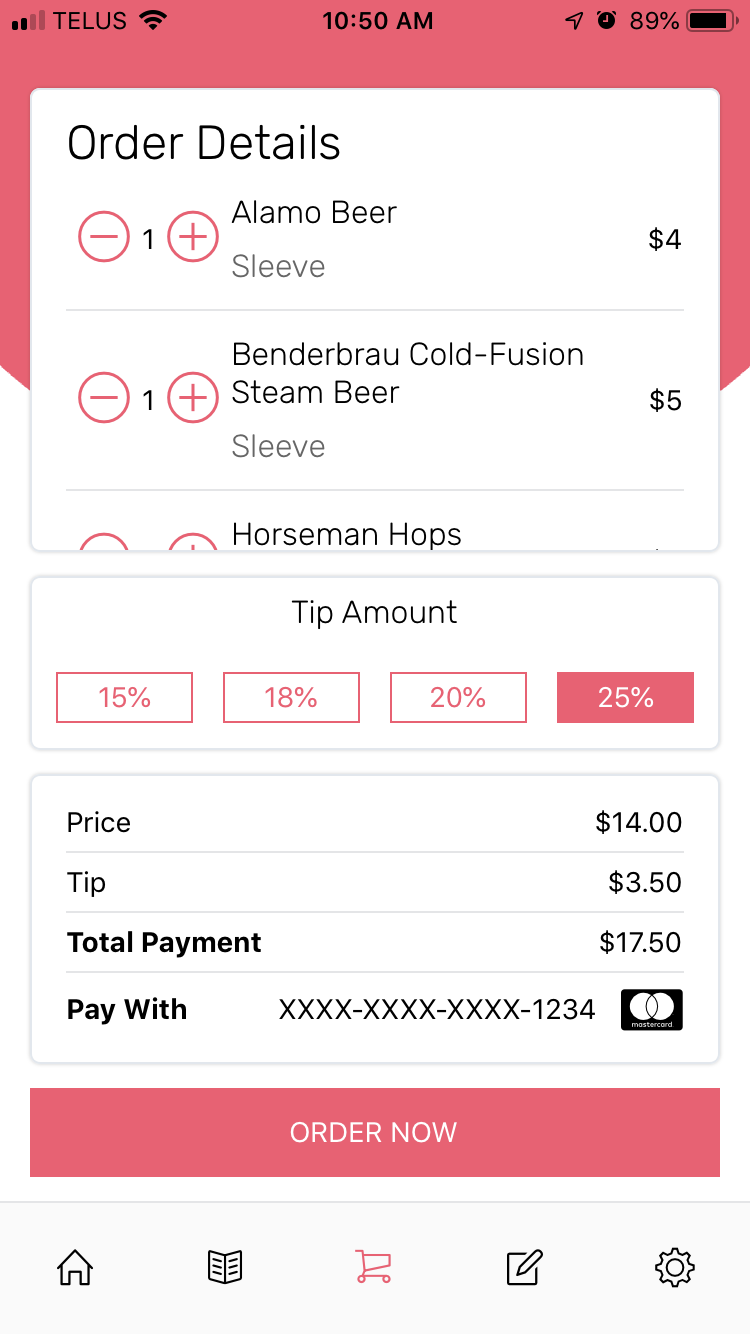 TELUS 10:50 AM 89%
Order Details
Alamo Beer
1 $4
Sleeve
Benderbrau Cold-Fusion
Steam Beer
1 $5
Sleeve
Horseman Hops
Tip Amount
15% 18% 20% 25%
Price $14.00
Tip $3.50
Total Payment $17.50
Pay With XXXX-XXXX-XXXX-1234 mastercard
ORDER NOW